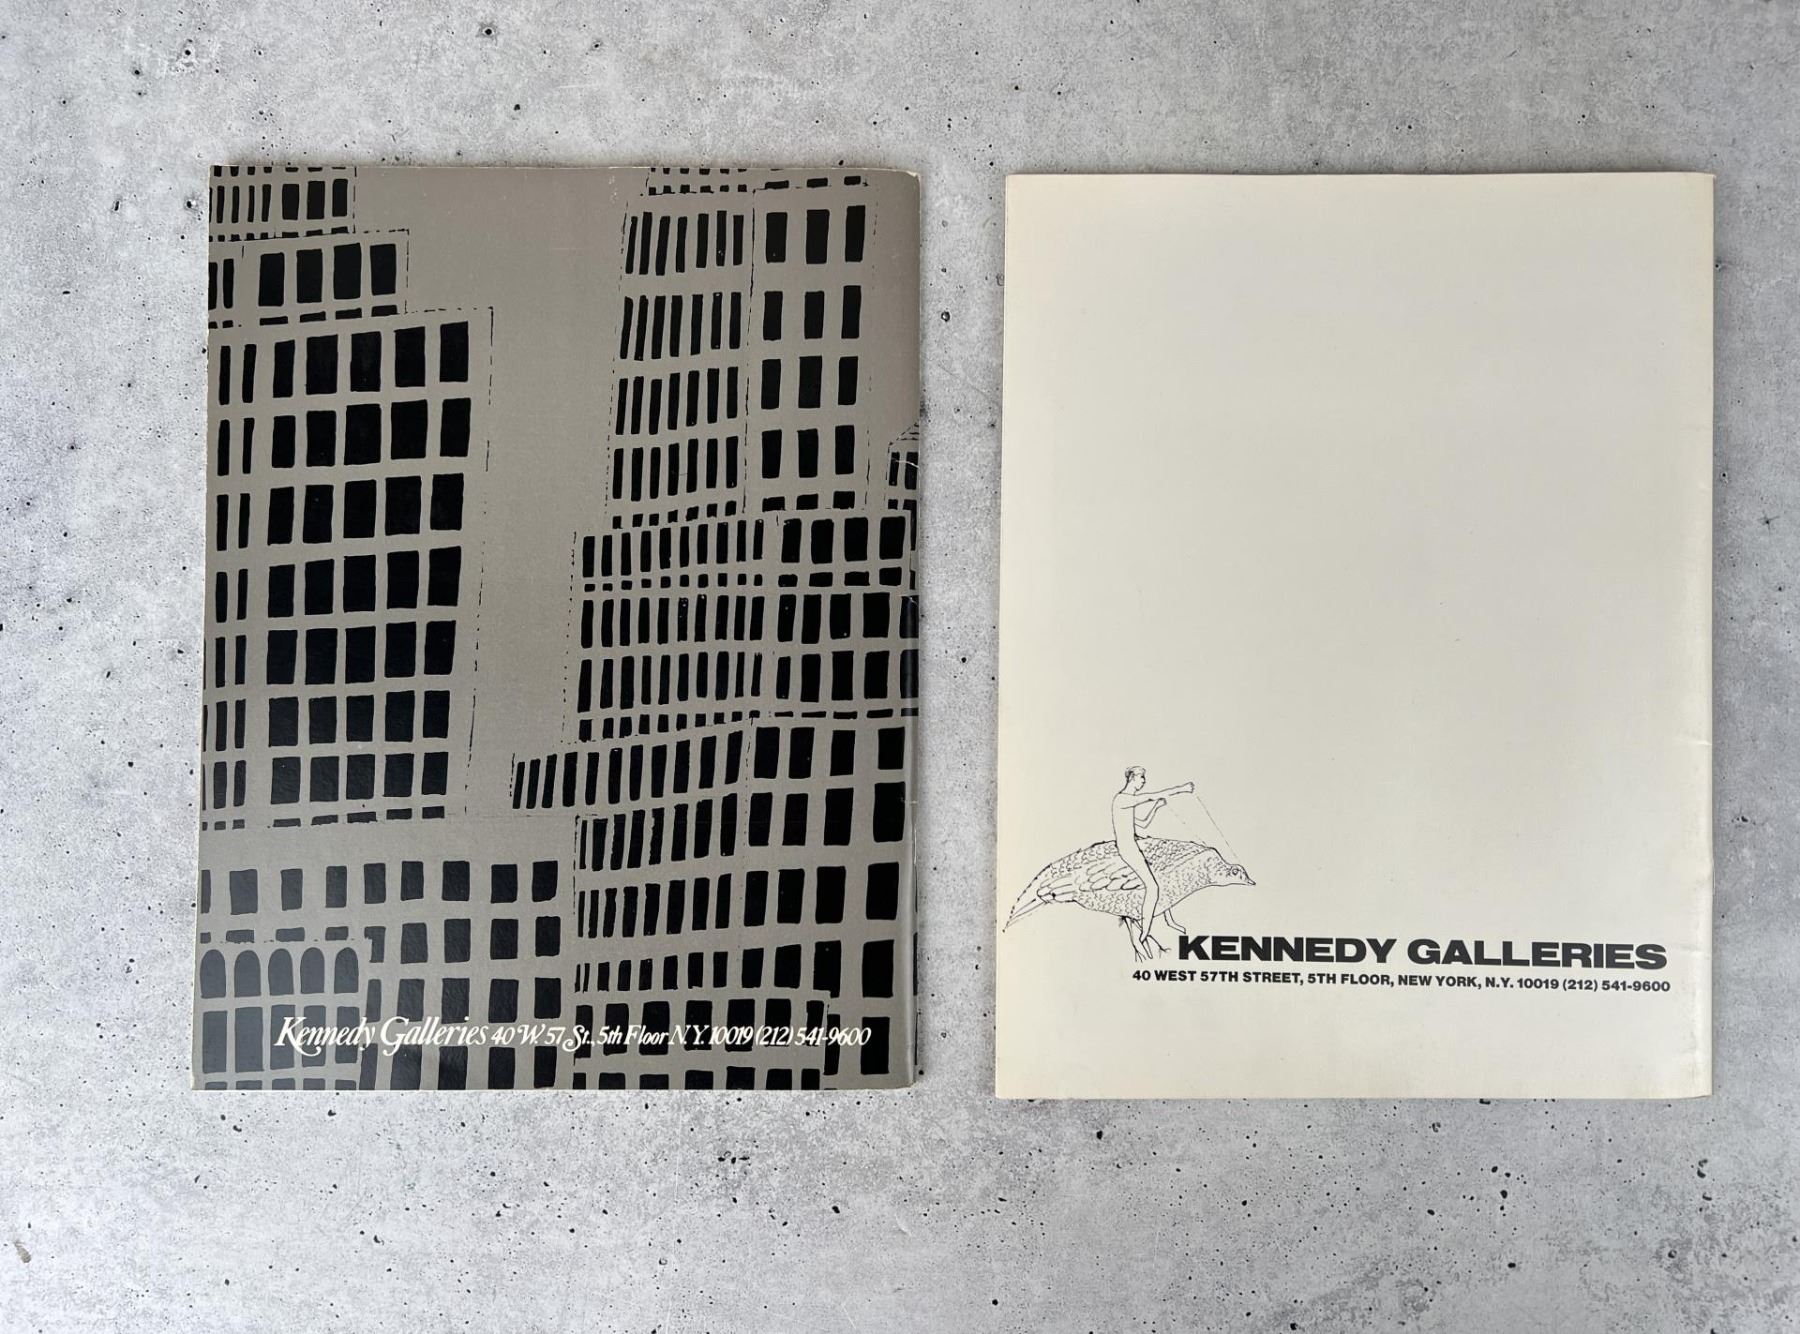 Kennedy Galleries 40 W. 57 St., 5th Floor N.Y. 10019 (212) 541-9600
KENNEDY GALLERIES
40 WEST 57TH STREET, 5TH FLOOR, NEW YORK, N.Y. 10019 (212) 541-9600